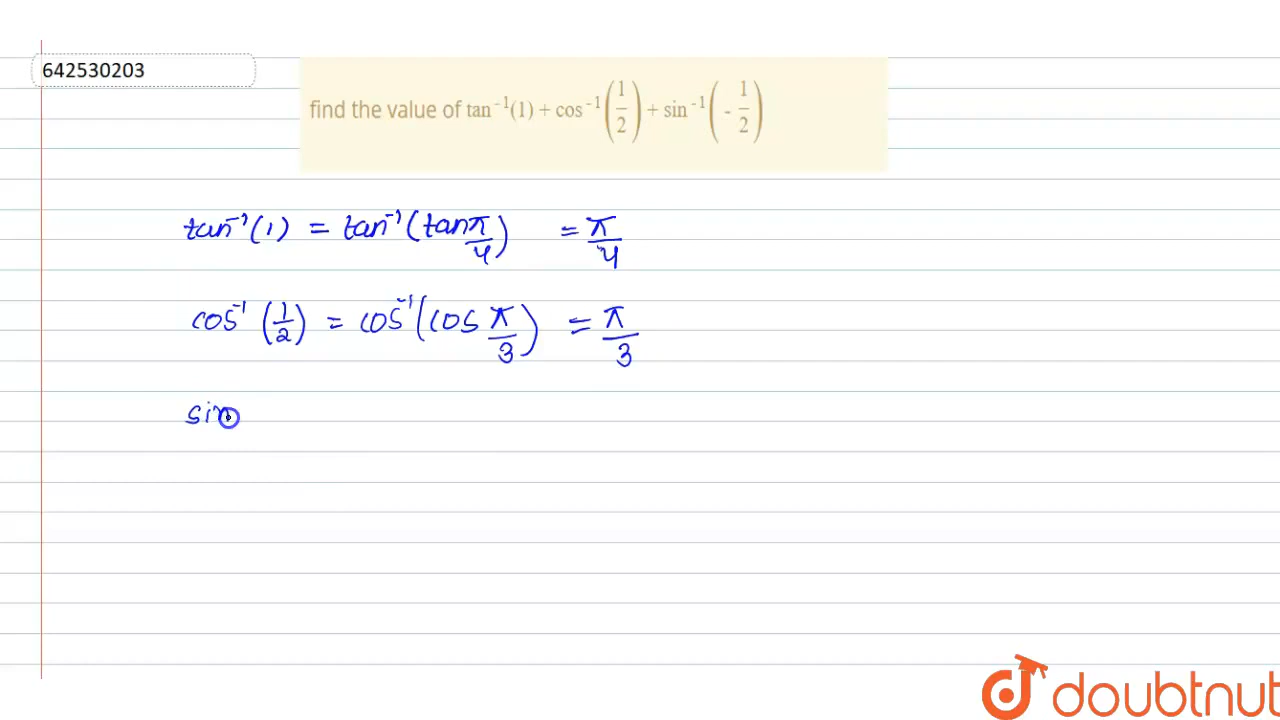 642530203
find the value of tan⁻¹(1) + cos⁻¹(1/2) + sin⁻¹(-1/2)
tan⁻¹(1) = tan⁻¹(tan π/4) = π/4
cos⁻¹(1/2) = cos⁻¹(cos π/3) = π/3
sin
doubtnut